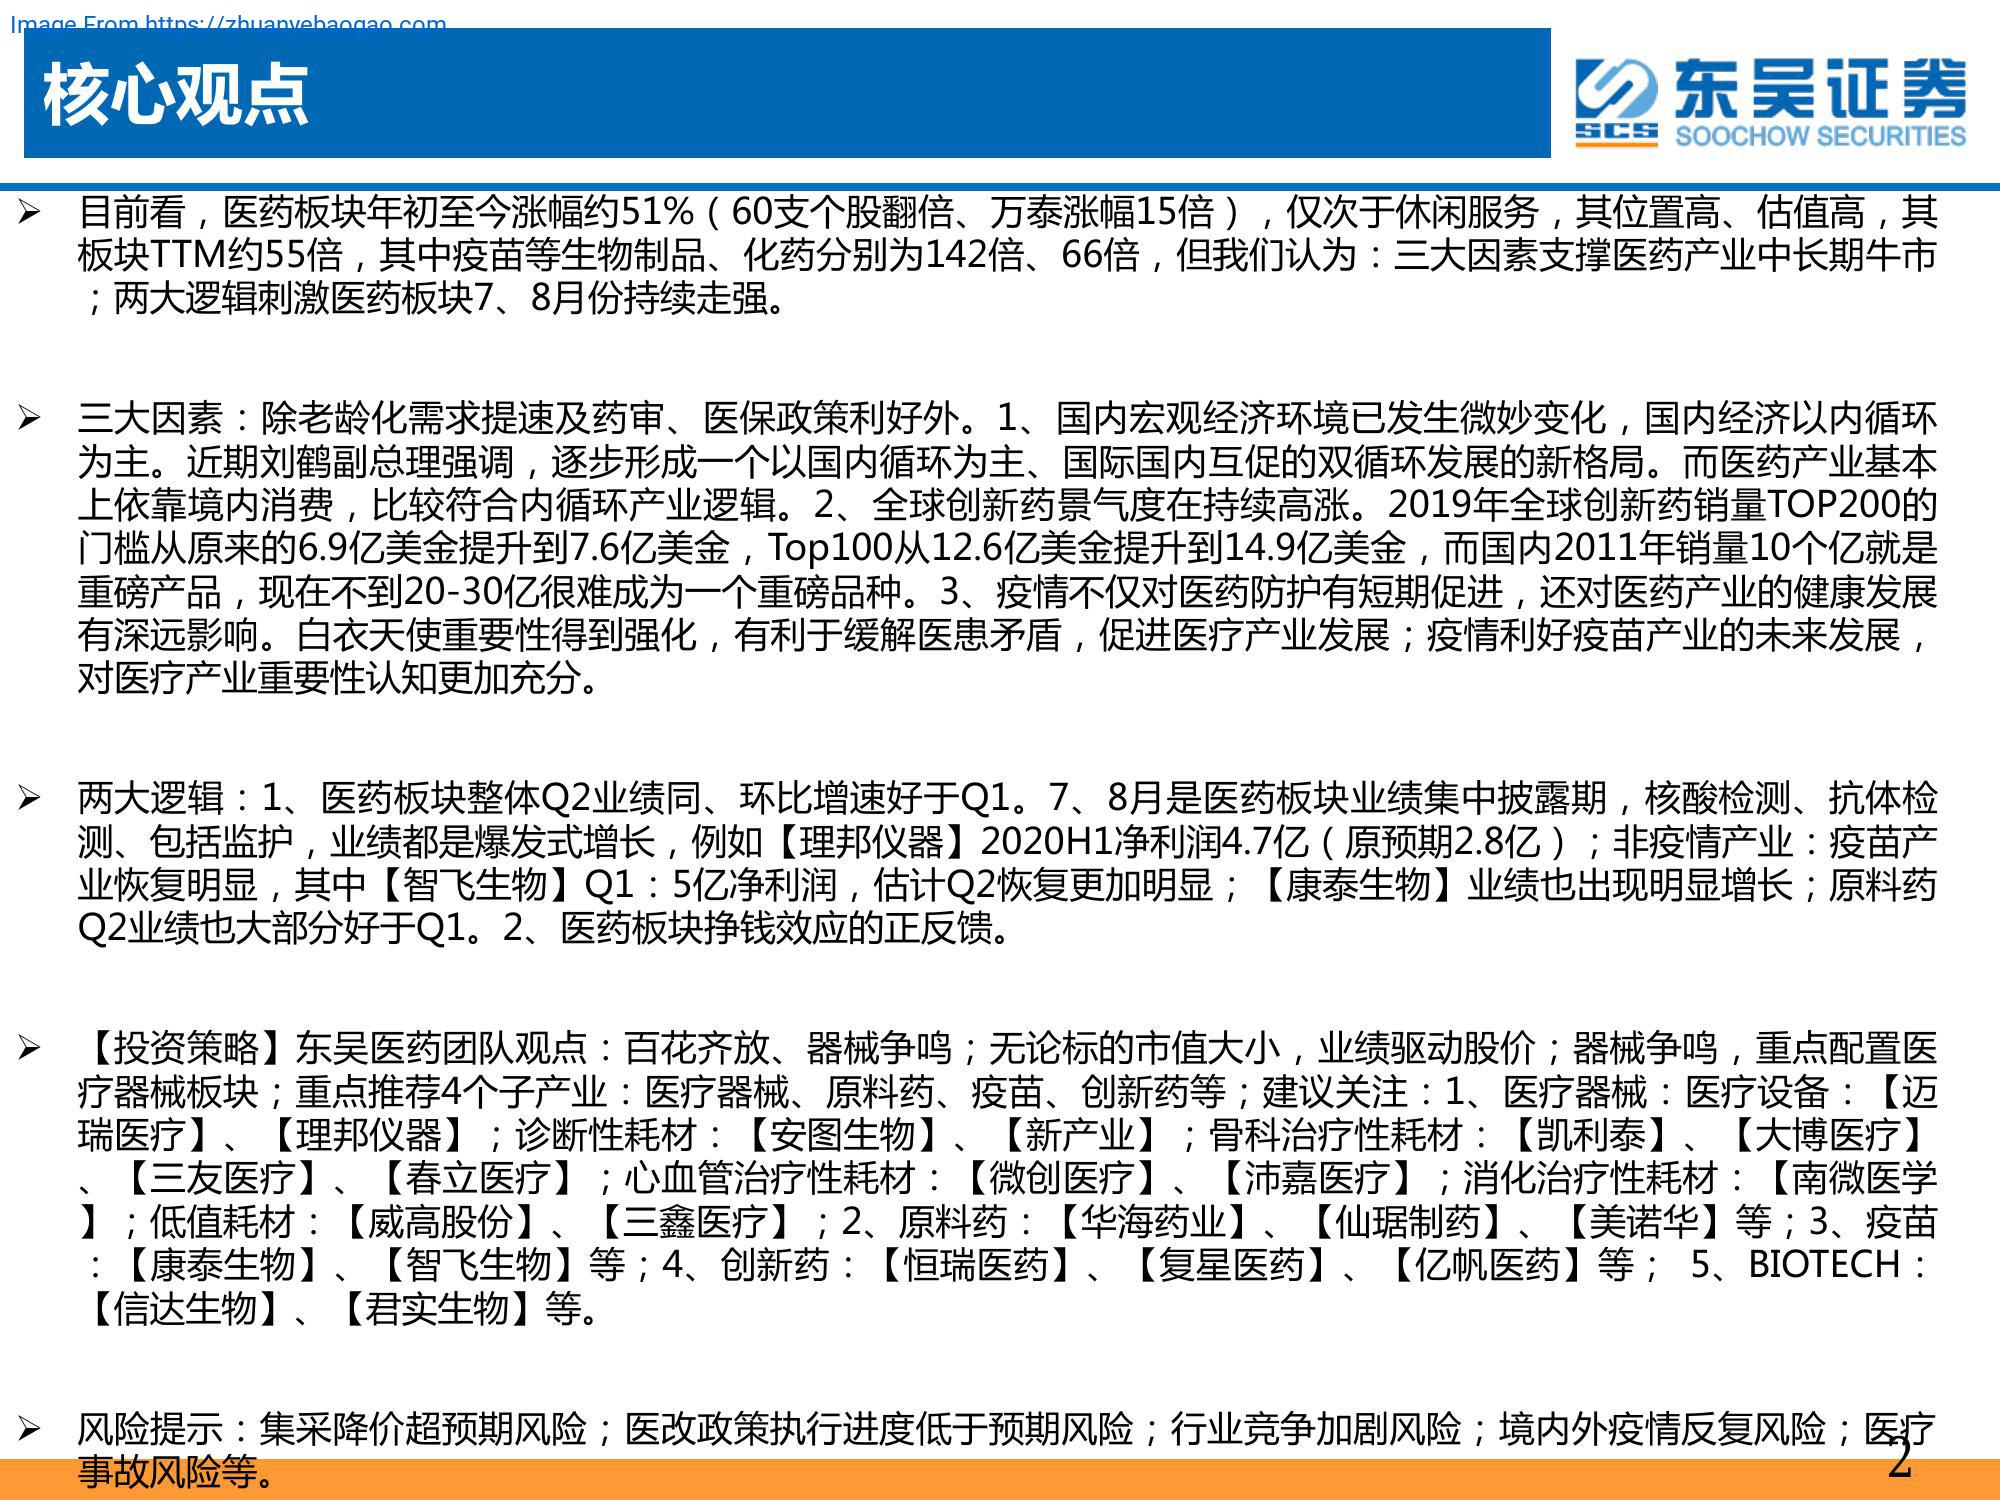 Image From https://zhuanyebaogao.com
核心观点
SCS
东吴证券
SOOCHOW SECURITIES
➢ 目前看，医药板块年初至今涨幅约51%（60支个股翻倍、万泰涨幅15倍），仅次于休闲服务，其位置高、估值高，其
板块TTM约55倍，其中疫苗等生物制品、化药分别为142倍、66倍，但我们认为：三大因素支撑医药产业中长期牛市
；两大逻辑刺激医药板块7、8月份持续走强。
➢ 三大因素：除老龄化需求提速及药审、医保政策利好外。1、国内宏观经济环境已发生微妙变化，国内经济以内循环
为主。近期刘鹤副总理强调，逐步形成一个以国内循环为主、国际国内互促的双循环发展的新格局。而医药产业基本
上依靠境内消费，比较符合内循环产业逻辑。2、全球创新药景气度在持续高涨。2019年全球创新药销量TOP200的
门槛从原来的6.9亿美金提升到7.6亿美金，Top100从12.6亿美金提升到14.9亿美金，而国内2011年销量10个亿就是
重磅产品，现在不到20-30亿很难成为一个重磅品种。3、疫情不仅对医药防护有短期促进，还对医药产业的健康发展
有深远影响。白衣天使重要性得到强化，有利于缓解医患矛盾，促进医疗产业发展；疫情利好疫苗产业的未来发展，
对医疗产业重要性认知更加充分。
➢ 两大逻辑：1、医药板块整体Q2业绩同、环比增速好于Q1。7、8月是医药板块业绩集中披露期，核酸检测、抗体检
测、包括监护，业绩都是爆发式增长，例如【理邦仪器】2020H1净利润4.7亿（原预期2.8亿）；非疫情产业：疫苗产
业恢复明显，其中【智飞生物】Q1：5亿净利润，估计Q2恢复更加明显；【康泰生物】业绩也出现明显增长；原料药
Q2业绩也大部分好于Q1。2、医药板块挣钱效应的正反馈。
➢ 【投资策略】东吴医药团队观点：百花齐放、器械争鸣；无论标的市值大小，业绩驱动股价；器械争鸣，重点配置医
疗器械板块；重点推荐4个子产业：医疗器械、原料药、疫苗、创新药等；建议关注：1、医疗器械：医疗设备：【迈
瑞医疗】、【理邦仪器】；诊断性耗材：【安图生物】、【新产业】；骨科治疗性耗材：【凯利泰】、【大博医疗】
、【三友医疗】、【春立医疗】；心血管治疗性耗材：【微创医疗】、【沛嘉医疗】；消化治疗性耗材：【南微医学
】；低值耗材：【威高股份】、【三鑫医疗】；2、原料药：【华海药业】、【仙琚制药】、【美诺华】等；3、疫苗
：【康泰生物】、【智飞生物】等；4、创新药：【恒瑞医药】、【复星医药】、【亿帆医药】等； 5、BIOTECH：
【信达生物】、【君实生物】等。
➢ 风险提示：集采降价超预期风险；医改政策执行进度低于预期风险；行业竞争加剧风险；境内外疫情反复风险；医疗
事故风险等。
2